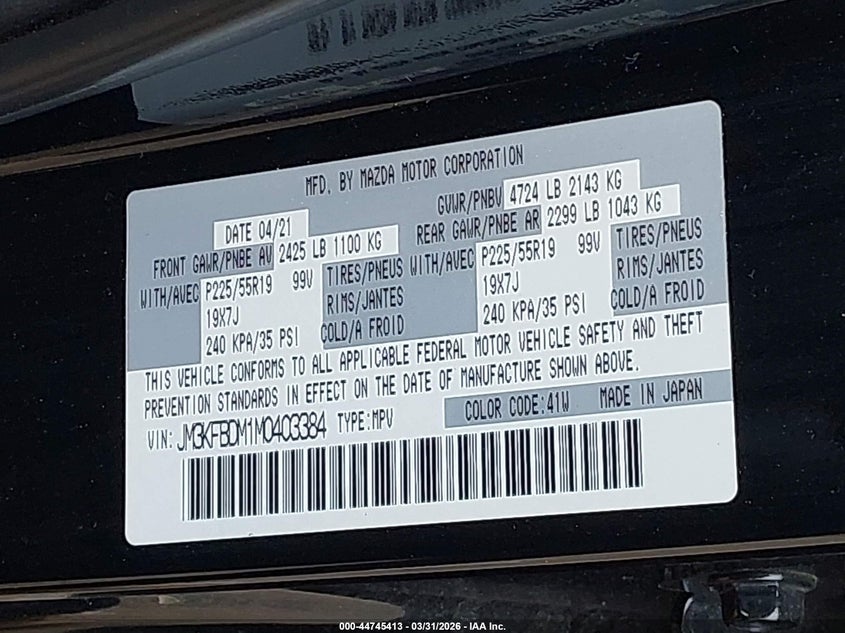 MFD. BY MAZDA MOTOR CORPORATION
DATE 04/21 GVWR/PNBV 4724 LB 2143 KG
FRONT GAWR/PNBE AV 2425 LB 1100 KG REAR GAWR/PNBE AR 2299 LB 1043 KG
WITH/AVEC P225/55R19 99V TIRES/PNEUS WITH/AVEC P225/55R19 99V TIRES/PNEUS
19X7J RIMS/JANTES 19X7J RIMS/JANTES
240 KPA/35 PSI COLD/A FROID 240 KPA/35 PSI COLD/A FROID
THIS VEHICLE CONFORMS TO ALL APPLICABLE FEDERAL MOTOR VEHICLE SAFETY AND THEFT
PREVENTION STANDARDS IN EFFECT ON THE DATE OF MANUFACTURE SHOWN ABOVE.
COLOR CODE:41W MADE IN JAPAN
VIN: JM3KFBDM1M0403384 TYPE:MPV
000-44745413 - 03/31/2026 - IAA Inc.